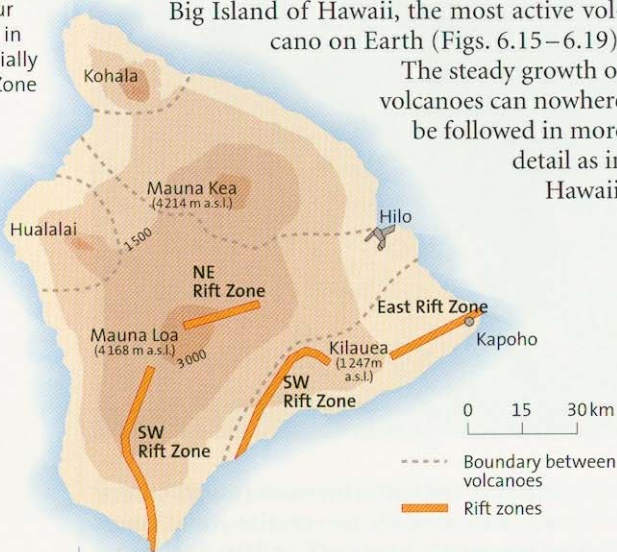 ur
in
ially
Zone
Big Island of Hawaii, the most active vol-
cano on Earth (Figs. 6.15–6.19)
The steady growth o
volcanoes can nowhere
be followed in more
detail as in
Hawaii
Kohala
Mauna Kea
(4214 m a.s.l.)
Hualalai
1500
Hilo
NE
Rift Zone
East Rift Zone
Mauna Loa
(4168 m a.s.l.)
3000
Kilauea
(1247m
a.s.l.)
Kapoho
SW
Rift Zone
SW
Rift Zone
0 15 30 km
Boundary between
volcanoes
Rift zones